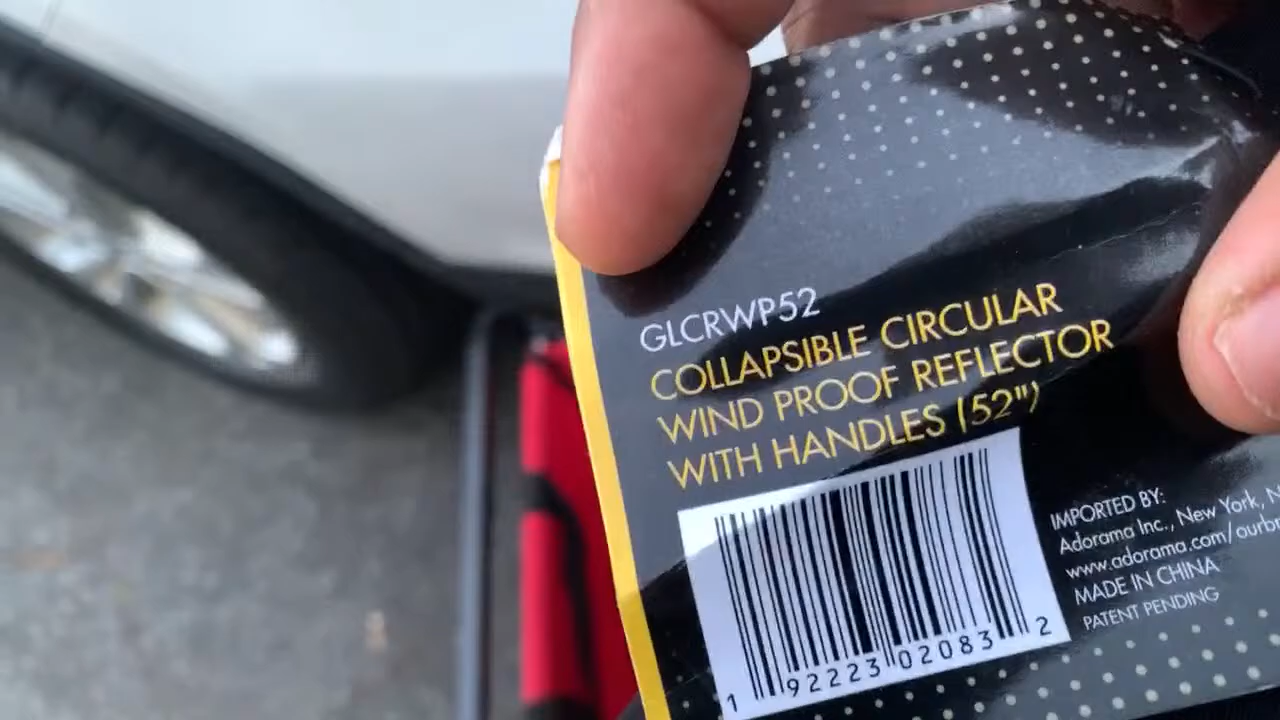 GLCRWP52
COLLAPSIBLE CIRCULAR
WIND PROOF REFLECTOR
WITH HANDLES (52")
1 92223 02083 2
IMPORTED BY:
Adorama Inc., New York,
www.adorama.com/ourb
MADE IN CHINA
PATENT PENDING